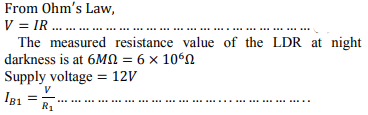 From Ohm's Law,
V = IR ... ... ... ... ... ... ... ... ... ... ... ... ... . ... ... ... ... ... ..
The measured resistance value of the LDR at night
darkness is at 6MΩ = 6 × 10⁶Ω
Supply voltage = 12V
I_B1 = V/R₁ ... ... ... ... ... ... ... ... ... ... ... ... ... . ... ... ... ... ..